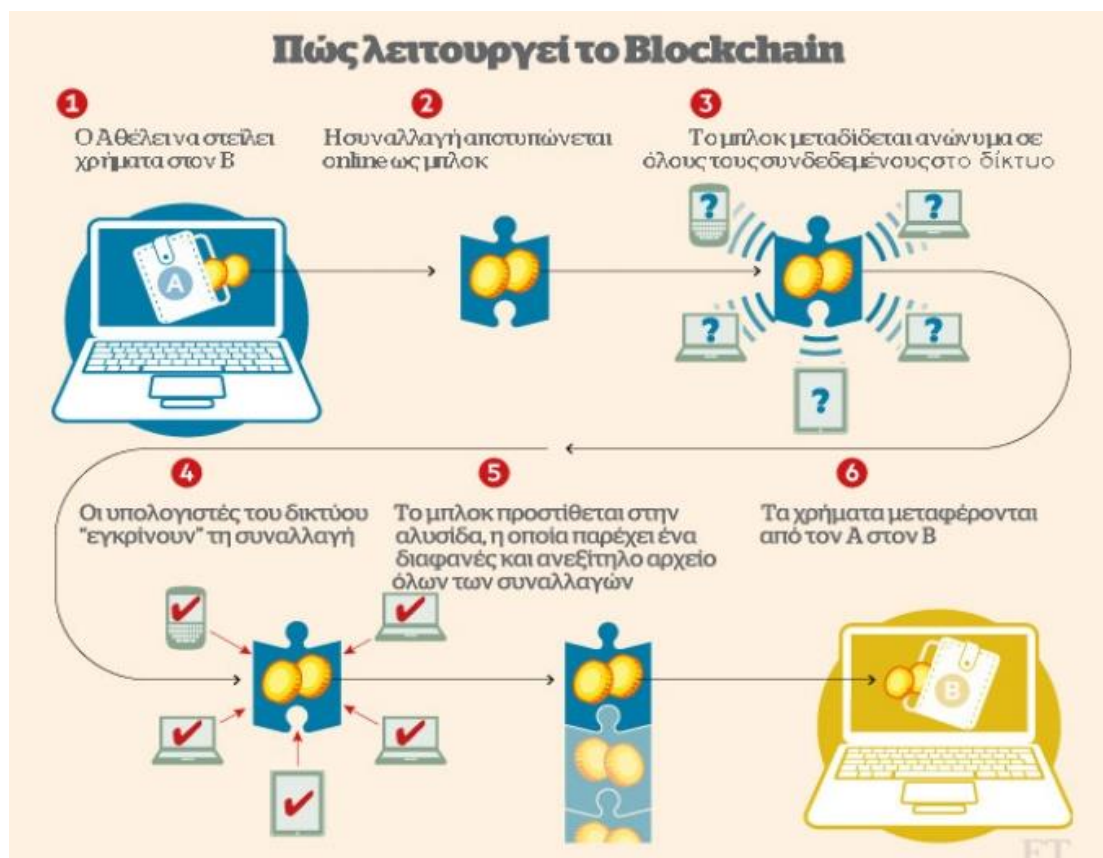 Πώς λειτουργεί το Blockchain
1
Ο Α θέλει να στείλει
χρήματα στον Β
2
Η συναλλαγή αποτυπώνεται
online ως μπλοκ
3
Το μπλοκ μεταδίδεται ανώνυμα σε
όλους τους συνδεδεμένους στο δίκτυο
A
?
?
?
?
?
4
Οι υπολογιστές του δικτύου
"εγκρίνουν" τη συναλλαγή
5
Το μπλοκ προστίθεται στην
αλυσίδα, η οποία παρέχει ένα
διαφανές και ανεξίτηλο αρχείο
όλων των συναλλαγών
6
Τα χρήματα μεταφέρονται
από τον Α στον Β
B
FT